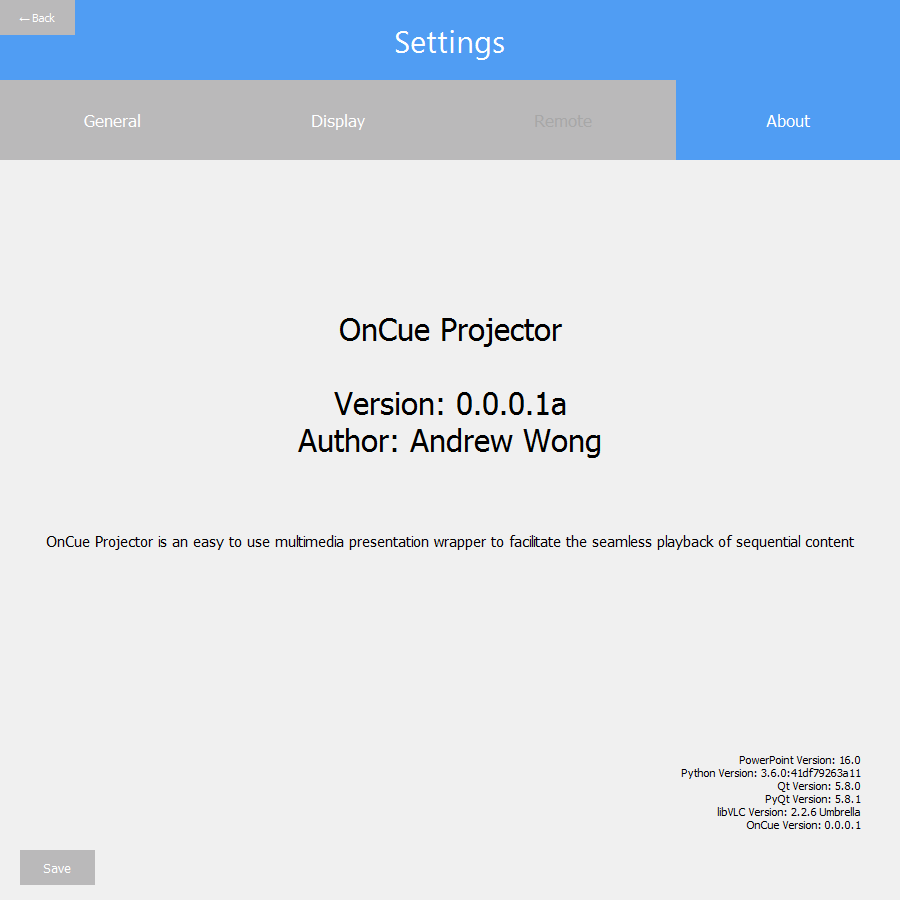 ←Back
Settings
General
Display
Remote
About
OnCue Projector
Version: 0.0.0.1a
Author: Andrew Wong
OnCue Projector is an easy to use multimedia presentation wrapper to facilitate the seamless playback of sequential content
PowerPoint Version: 16.0
Python Version: 3.6.0:41df79263a11
Qt Version: 5.8.0
PyQt Version: 5.8.1
libVLC Version: 2.2.6 Umbrella
OnCue Version: 0.0.0.1
Save